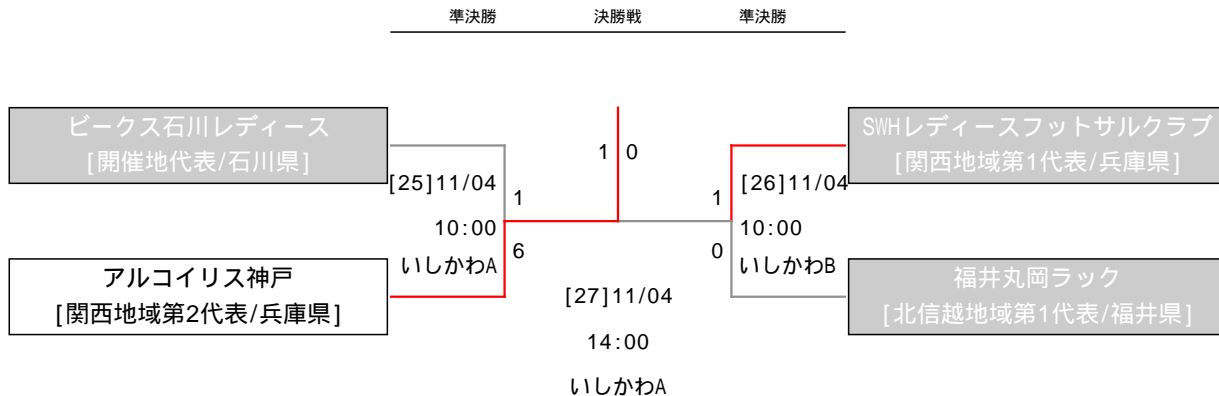 準決勝 決勝戦 準決勝
ビークス石川レディース
[開催地代表/石川県]
アルコイリス神戸
[関西地域第2代表/兵庫県]
[25]11/04
10:00
いしかわA
1
6
1 0
[27]11/04
14:00
いしかわA
1
0
[26]11/04
10:00
いしかわB
SWHレディースフットサルクラブ
[関西地域第1代表/兵庫県]
福井丸岡ラック
[北信越地域第1代表/福井県]